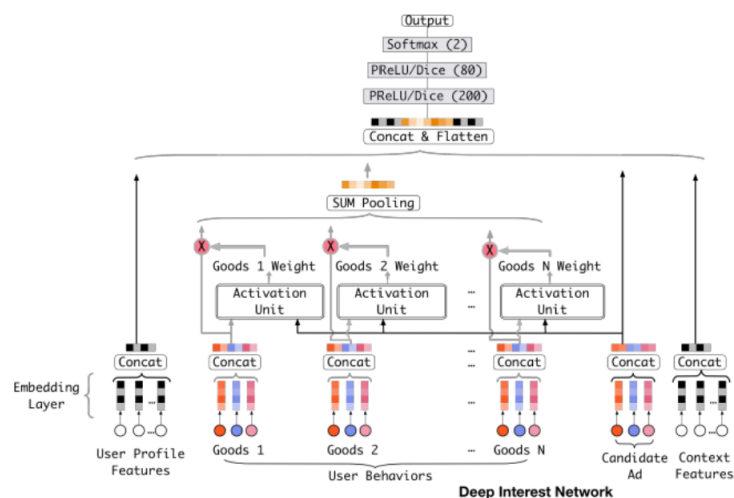 Output
Softmax (2)
PReLU/Dice (80)
PReLU/Dice (200)
Concat & Flatten
SUM Pooling
X X X
Goods 1 Weight Goods 2 Weight Goods N Weight
Activation Unit
Activation Unit
...
...
Activation Unit
Concat Concat Concat ... ... Concat Concat Concat
Embedding Layer
... ...
User Profile Features
Goods 1 Goods 2 ... Goods N
User Behaviors
Candidate Ad
Context Features
Deep Interest Network